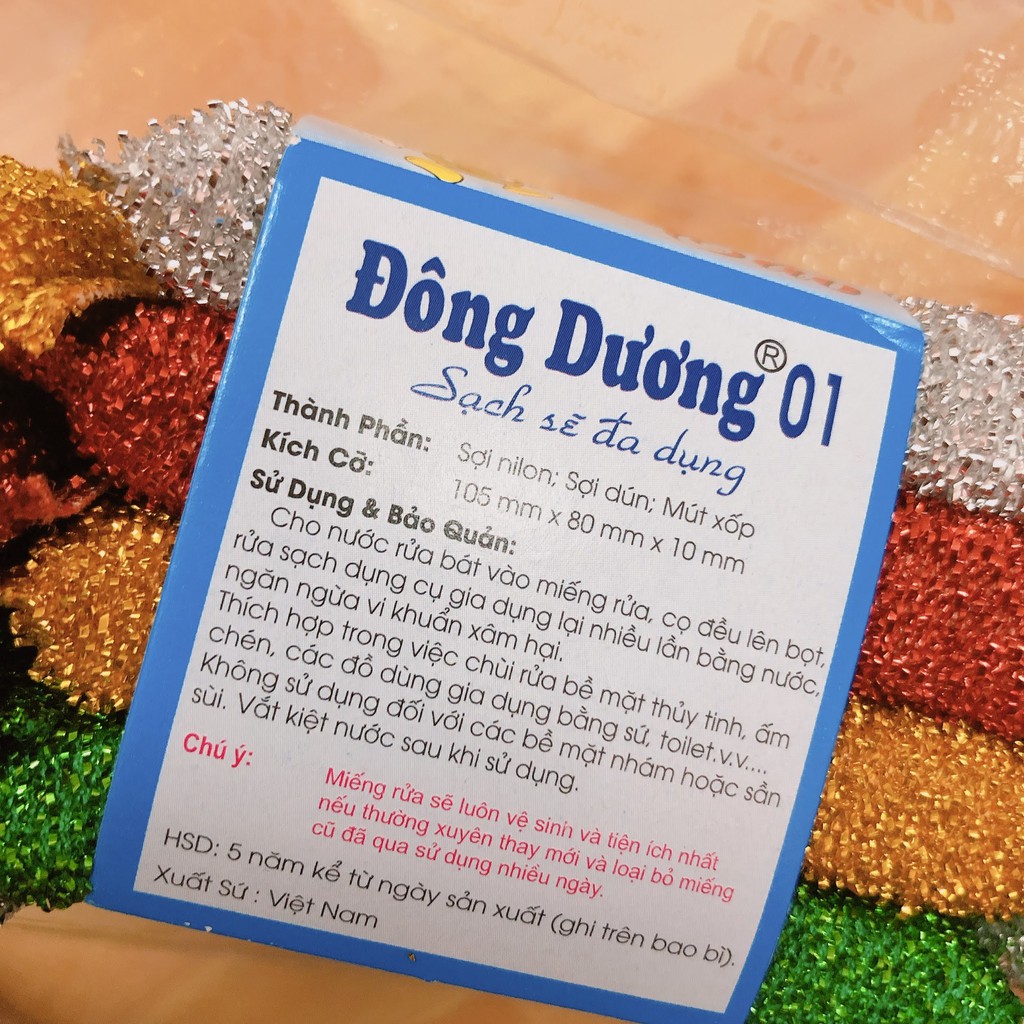 Đông Dương ® 01
Sạch sẽ đa dụng
Thành Phần: Sợi nilon; Sợi dún; Mút xốp
Kích Cỡ: 105 mm x 80 mm x 10 mm
Sử Dụng & Bảo Quản:
Cho nước rửa bát vào miếng rửa, cọ đều lên bọt,
rửa sạch dụng cụ gia dụng lại nhiều lần bằng nước,
ngăn ngừa vi khuẩn xâm hại.
Thích hợp trong việc chùi rửa bề mặt thủy tinh, ấm
chén, các đồ dùng gia dụng bằng sứ, toilet.v.v....
Không sử dụng đối với các bề mặt nhám hoặc sần
sùi. Vắt kiệt nước sau khi sử dụng.
Chú ý: Miếng rửa sẽ luôn vệ sinh và tiện ích nhất
nếu thường xuyên thay mới và loại bỏ miếng
cũ đã qua sử dụng nhiều ngày.
HSD: 5 năm kể từ ngày sản xuất (ghi trên bao bì).
Xuất Sứ : Việt Nam